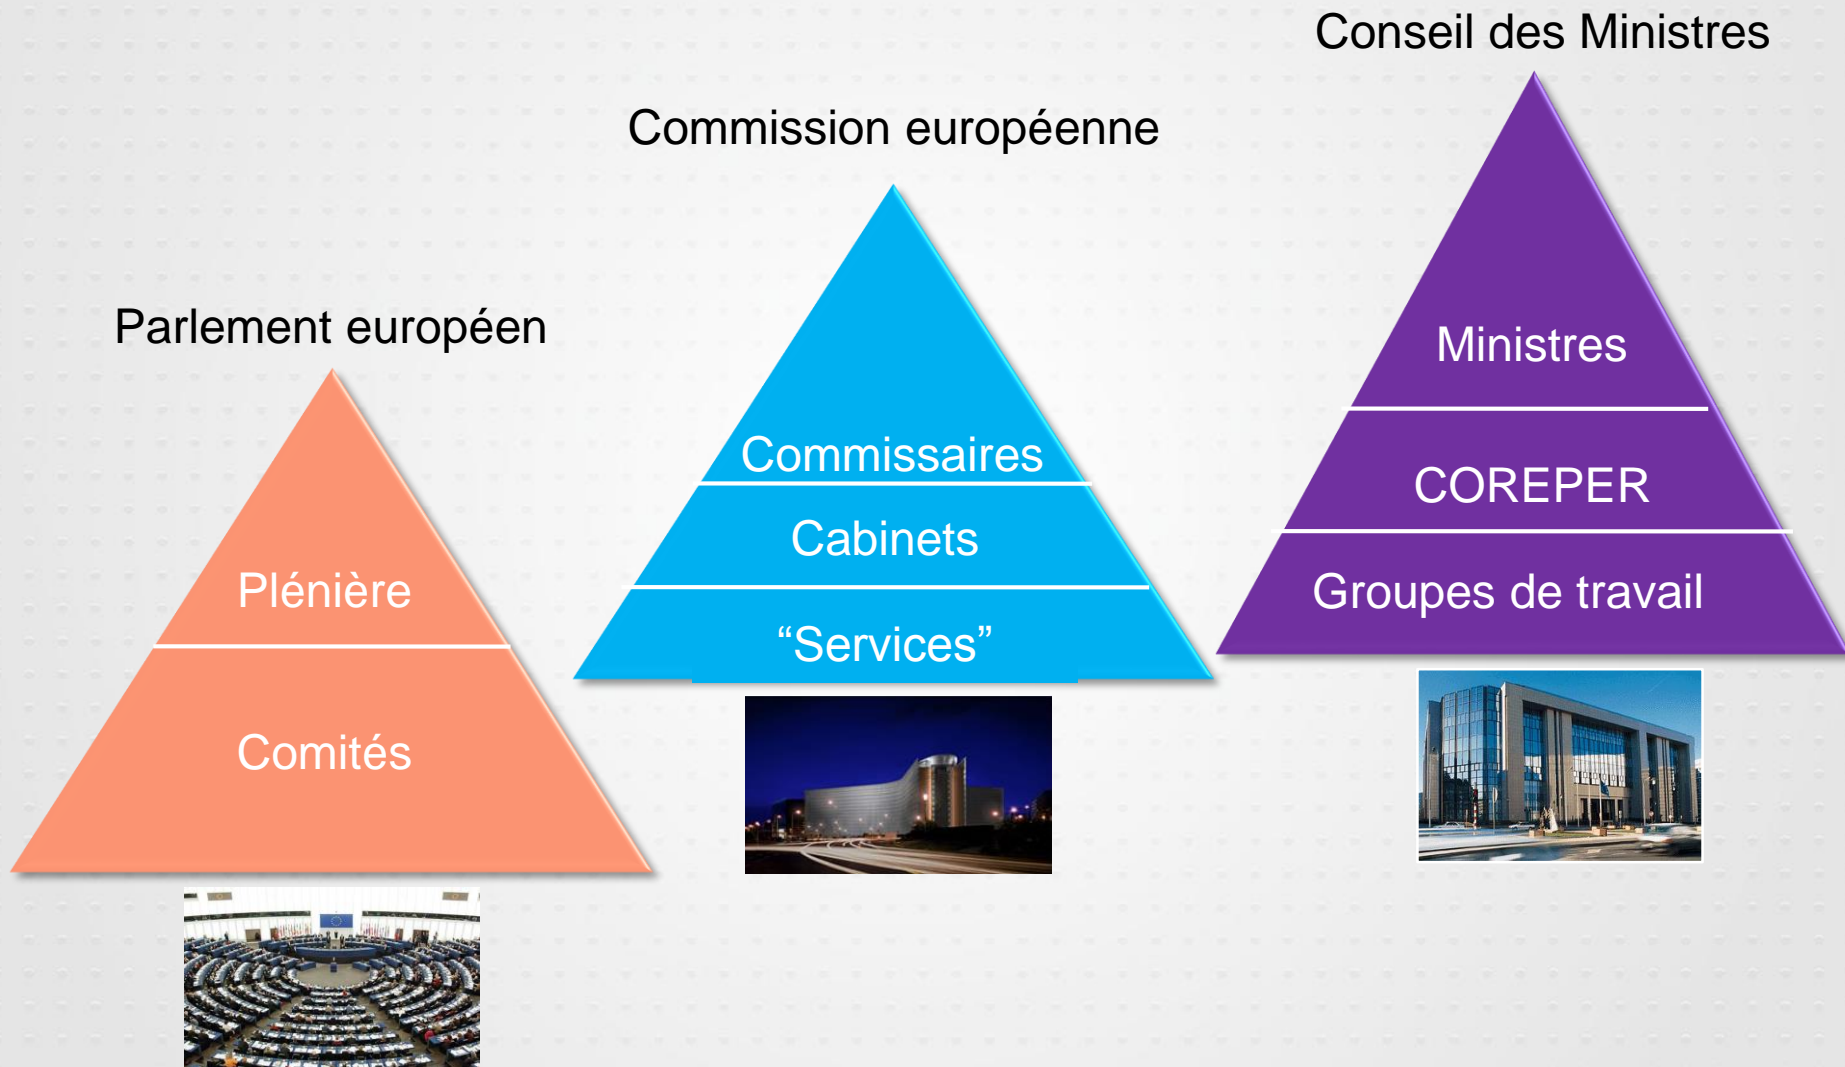 Conseil des Ministres
Commission européenne
Parlement européen
Ministres
COREPER
Groupes de travail
Commissaires
Cabinets
“Services”
Plénière
Comités